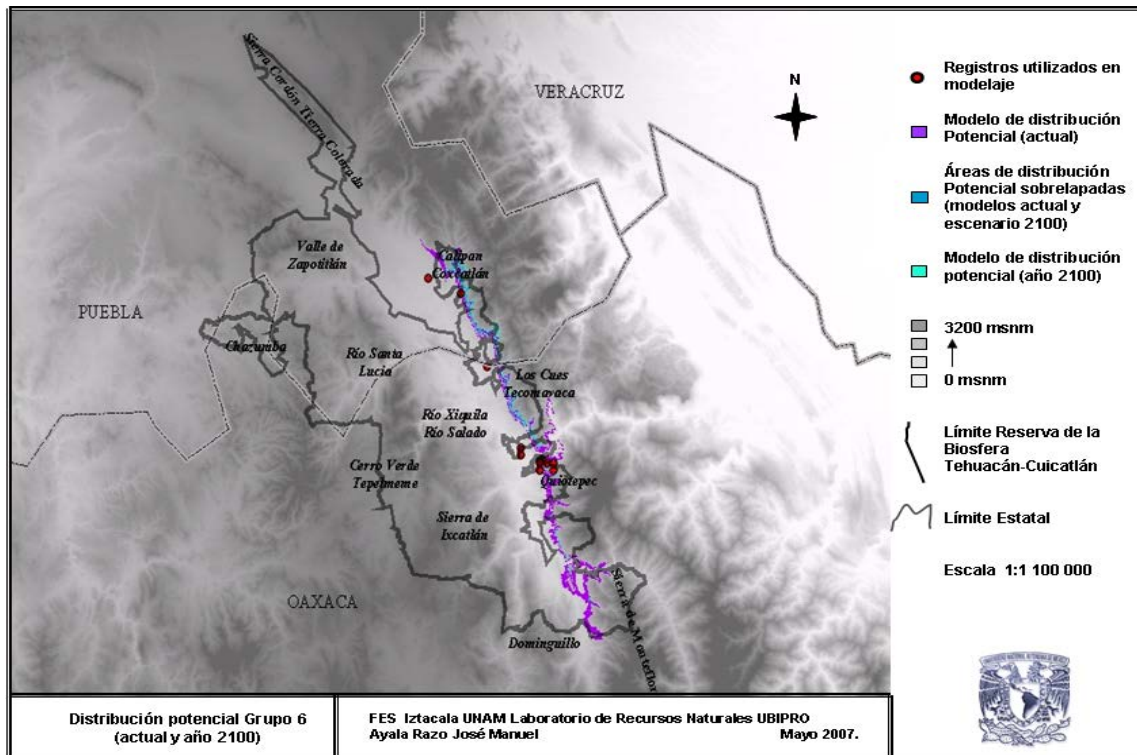 Sierra Cordón Tierra Colorada
VERACRUZ
N
Valle de
Zapotitlán
Calipan
Coxcatlán
PUEBLA
Chazumba
Río Santa
Lucia
Los Cues
Tecomavaca
Río Xiquila
Río Salado
Cerro Verde
Tepelmeme
Quiotepec
Sierra de
Ixcatlán
OAXACA
Dominguillo
Sierra de Monteflor
Registros utilizados en
modelaje
Modelo de distribución
Potencial (actual)
Áreas de distribución
Potencial sobrelapadas
(modelos actual y
escenario 2100)
Modelo de distribución
potencial (año 2100)
3200 msnm
0 msnm
Límite Reserva de la
Biosfera
Tehuacán-Cuicatlán
Límite Estatal
Escala 1:1 100 000
Distribución potencial Grupo 6
(actual y año 2100)
FES Iztacala UNAM Laboratorio de Recursos Naturales UBIPRO
Ayala Razo José Manuel Mayo 2007.